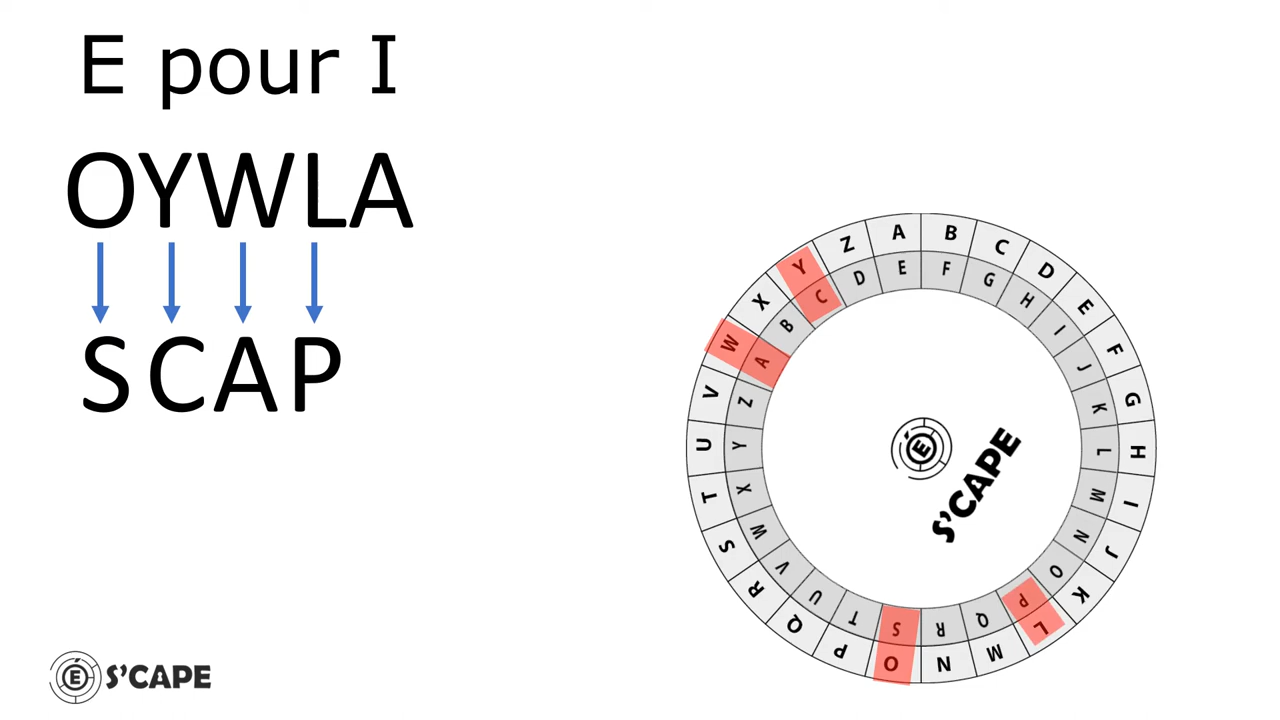 E pour I
OYWLA
SCAP
A B C D E F G H I J K L M N O P Q R S T U V W X Y Z
E F G H I J K L M N O P Q R S T U V W X Y Z A B C D
É
S'CAPE
É S'CAPE